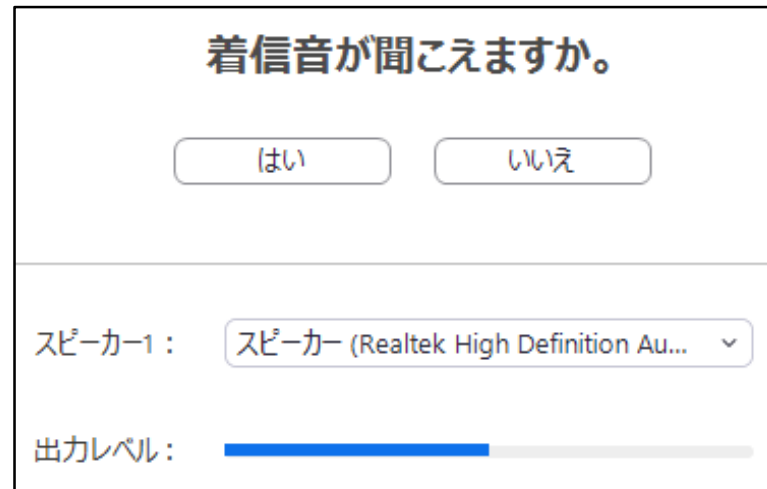 着信音が聞こえますか。
はい
いいえ
スピーカー1：
スピーカー (Realtek High Definition Au...
出力レベル：